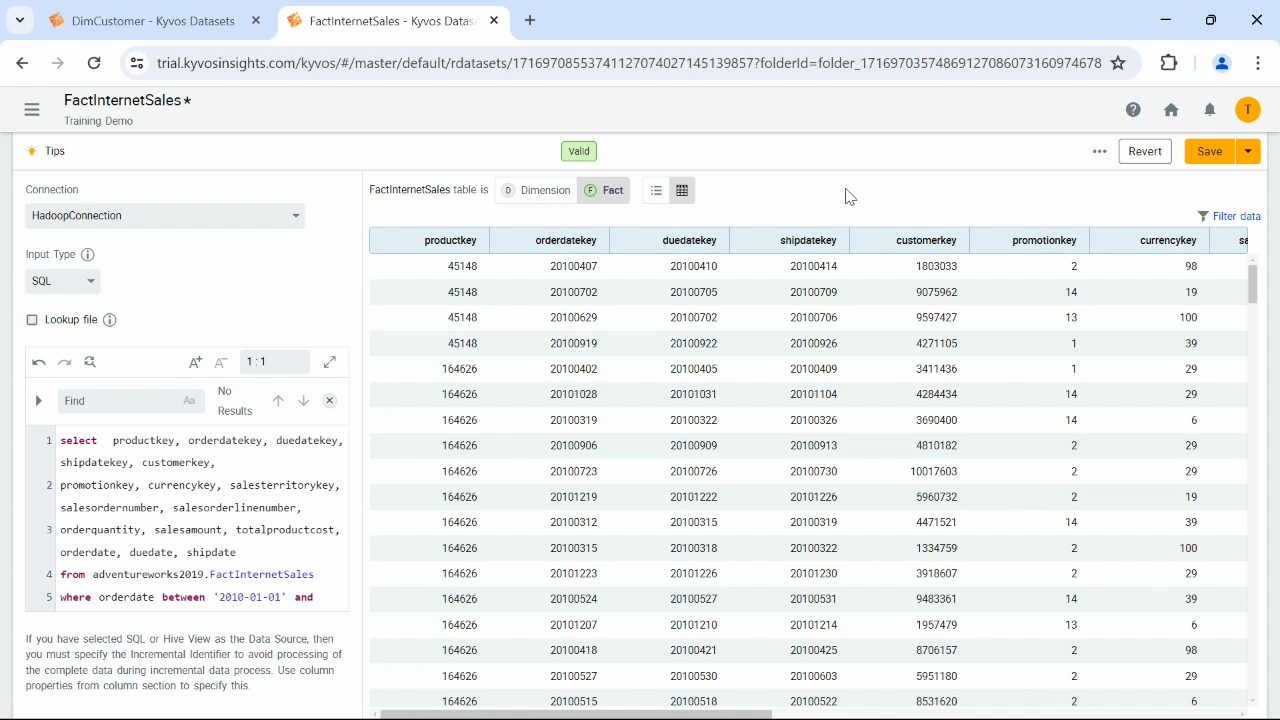 DimCustomer - Kyvos Datasets
FactInternetSales - Kyvos Datas
trial.kyvosinsights.com/kyvos/#/master/default/rdatasets/171697085537411270740271451398​57?folderId=folder_17169703574869127086073160974678
FactInternetSales *
Training Demo
T
Tips
Valid
Revert
Save
Connection
HadoopConnection
Input Type
SQL
Lookup file
1:1
Find
Aa
No
Results
1 select productkey, orderdatekey, duedatekey,
shipdatekey, customerkey,
2 promotionkey, currencykey, salesterritorykey,
salesordernumber, salesorderlinenumber,
3 orderquantity, salesamount, totalproductcost,
orderdate, duedate, shipdate
4 from adventureworks2019.FactInternetSales
5 where orderdate between '2010-01-01' and
If you have selected SQL or Hive View as the Data Source, then
you must specify the Incremental Identifier to avoid processing of
the complete data during incremental data process. Use column
properties from column section to specify this.
FactInternetSales table is D Dimension F Fact
Filter data
productkey orderdatekey duedatekey shipdatekey customerkey promotionkey currencykey sa
45148 20100407 20100410 20100414 1803033 2 98
45148 20100702 20100705 20100709 9075962 14 19
45148 20100629 20100702 20100706 9597427 13 100
45148 20100919 20100922 20100926 4271105 1 39
164626 20100402 20100405 20100409 3411436 1 29
164626 20101028 20101031 20101104 4284434 14 29
164626 20100319 20100322 20100326 3690400 14 6
164626 20100906 20100909 20100913 4810182 2 29
164626 20100723 20100726 20100730 10017603 2 29
164626 20101219 20101222 20101226 5960732 2 19
164626 20100312 20100315 20100319 4471521 14 39
164626 20100315 20100318 20100322 1334759 2 100
164626 20101223 20101226 20101230 3918607 2 29
164626 20100524 20100527 20100531 9483361 14 39
164626 20101207 20101210 20101214 1957479 13 6
164626 20100418 20100421 20100425 8706157 2 98
164626 20100527 20100530 20100603 5951180 2 29
164626 20100515 20100518 20100522 8531620 2 6